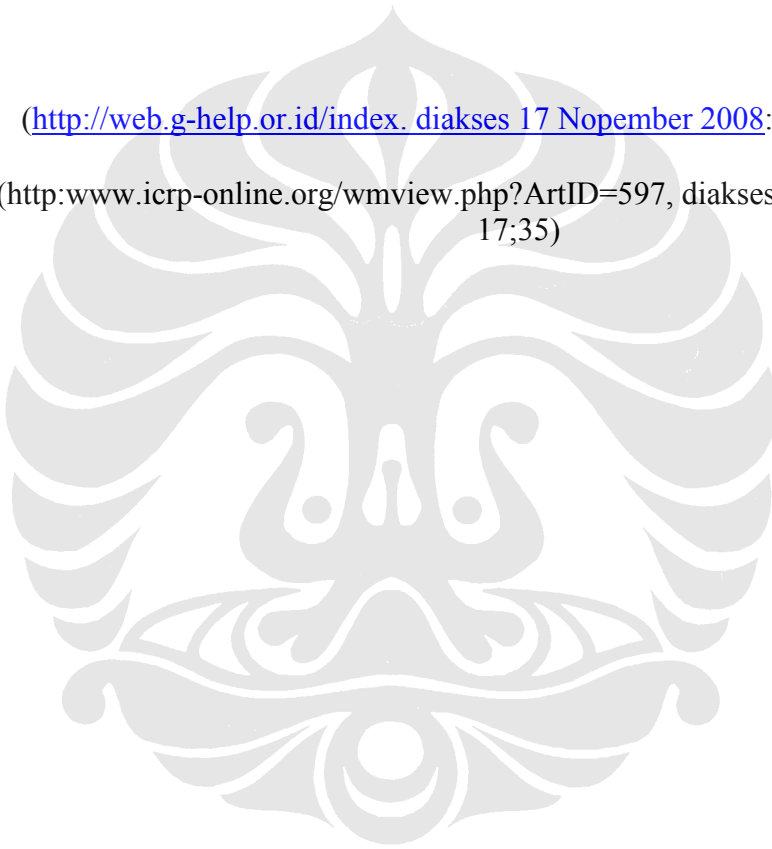 (http://web.g-help.or.id/index. diakses 17 Nopember 2008:
(http:www.icrp-online.org/wmview.php?ArtID=597, diakses
17;35)